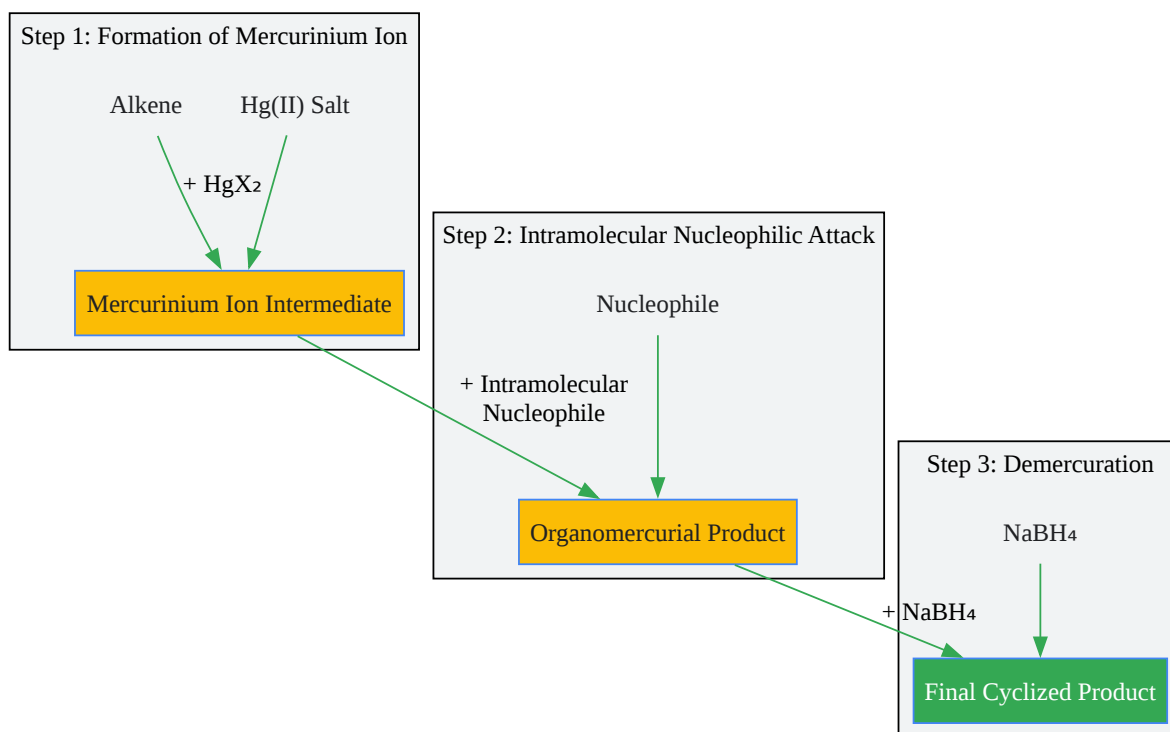 Step 1: Formation of Mercurinium Ion
Alkene
Hg(II) Salt
+ HgX₂
Mercurinium Ion Intermediate
Step 2: Intramolecular Nucleophilic Attack
Nucleophile
+ Intramolecular
Nucleophile
Organomercurial Product
Step 3: Demercuration
NaBH₄
+ NaBH₄
Final Cyclized Product